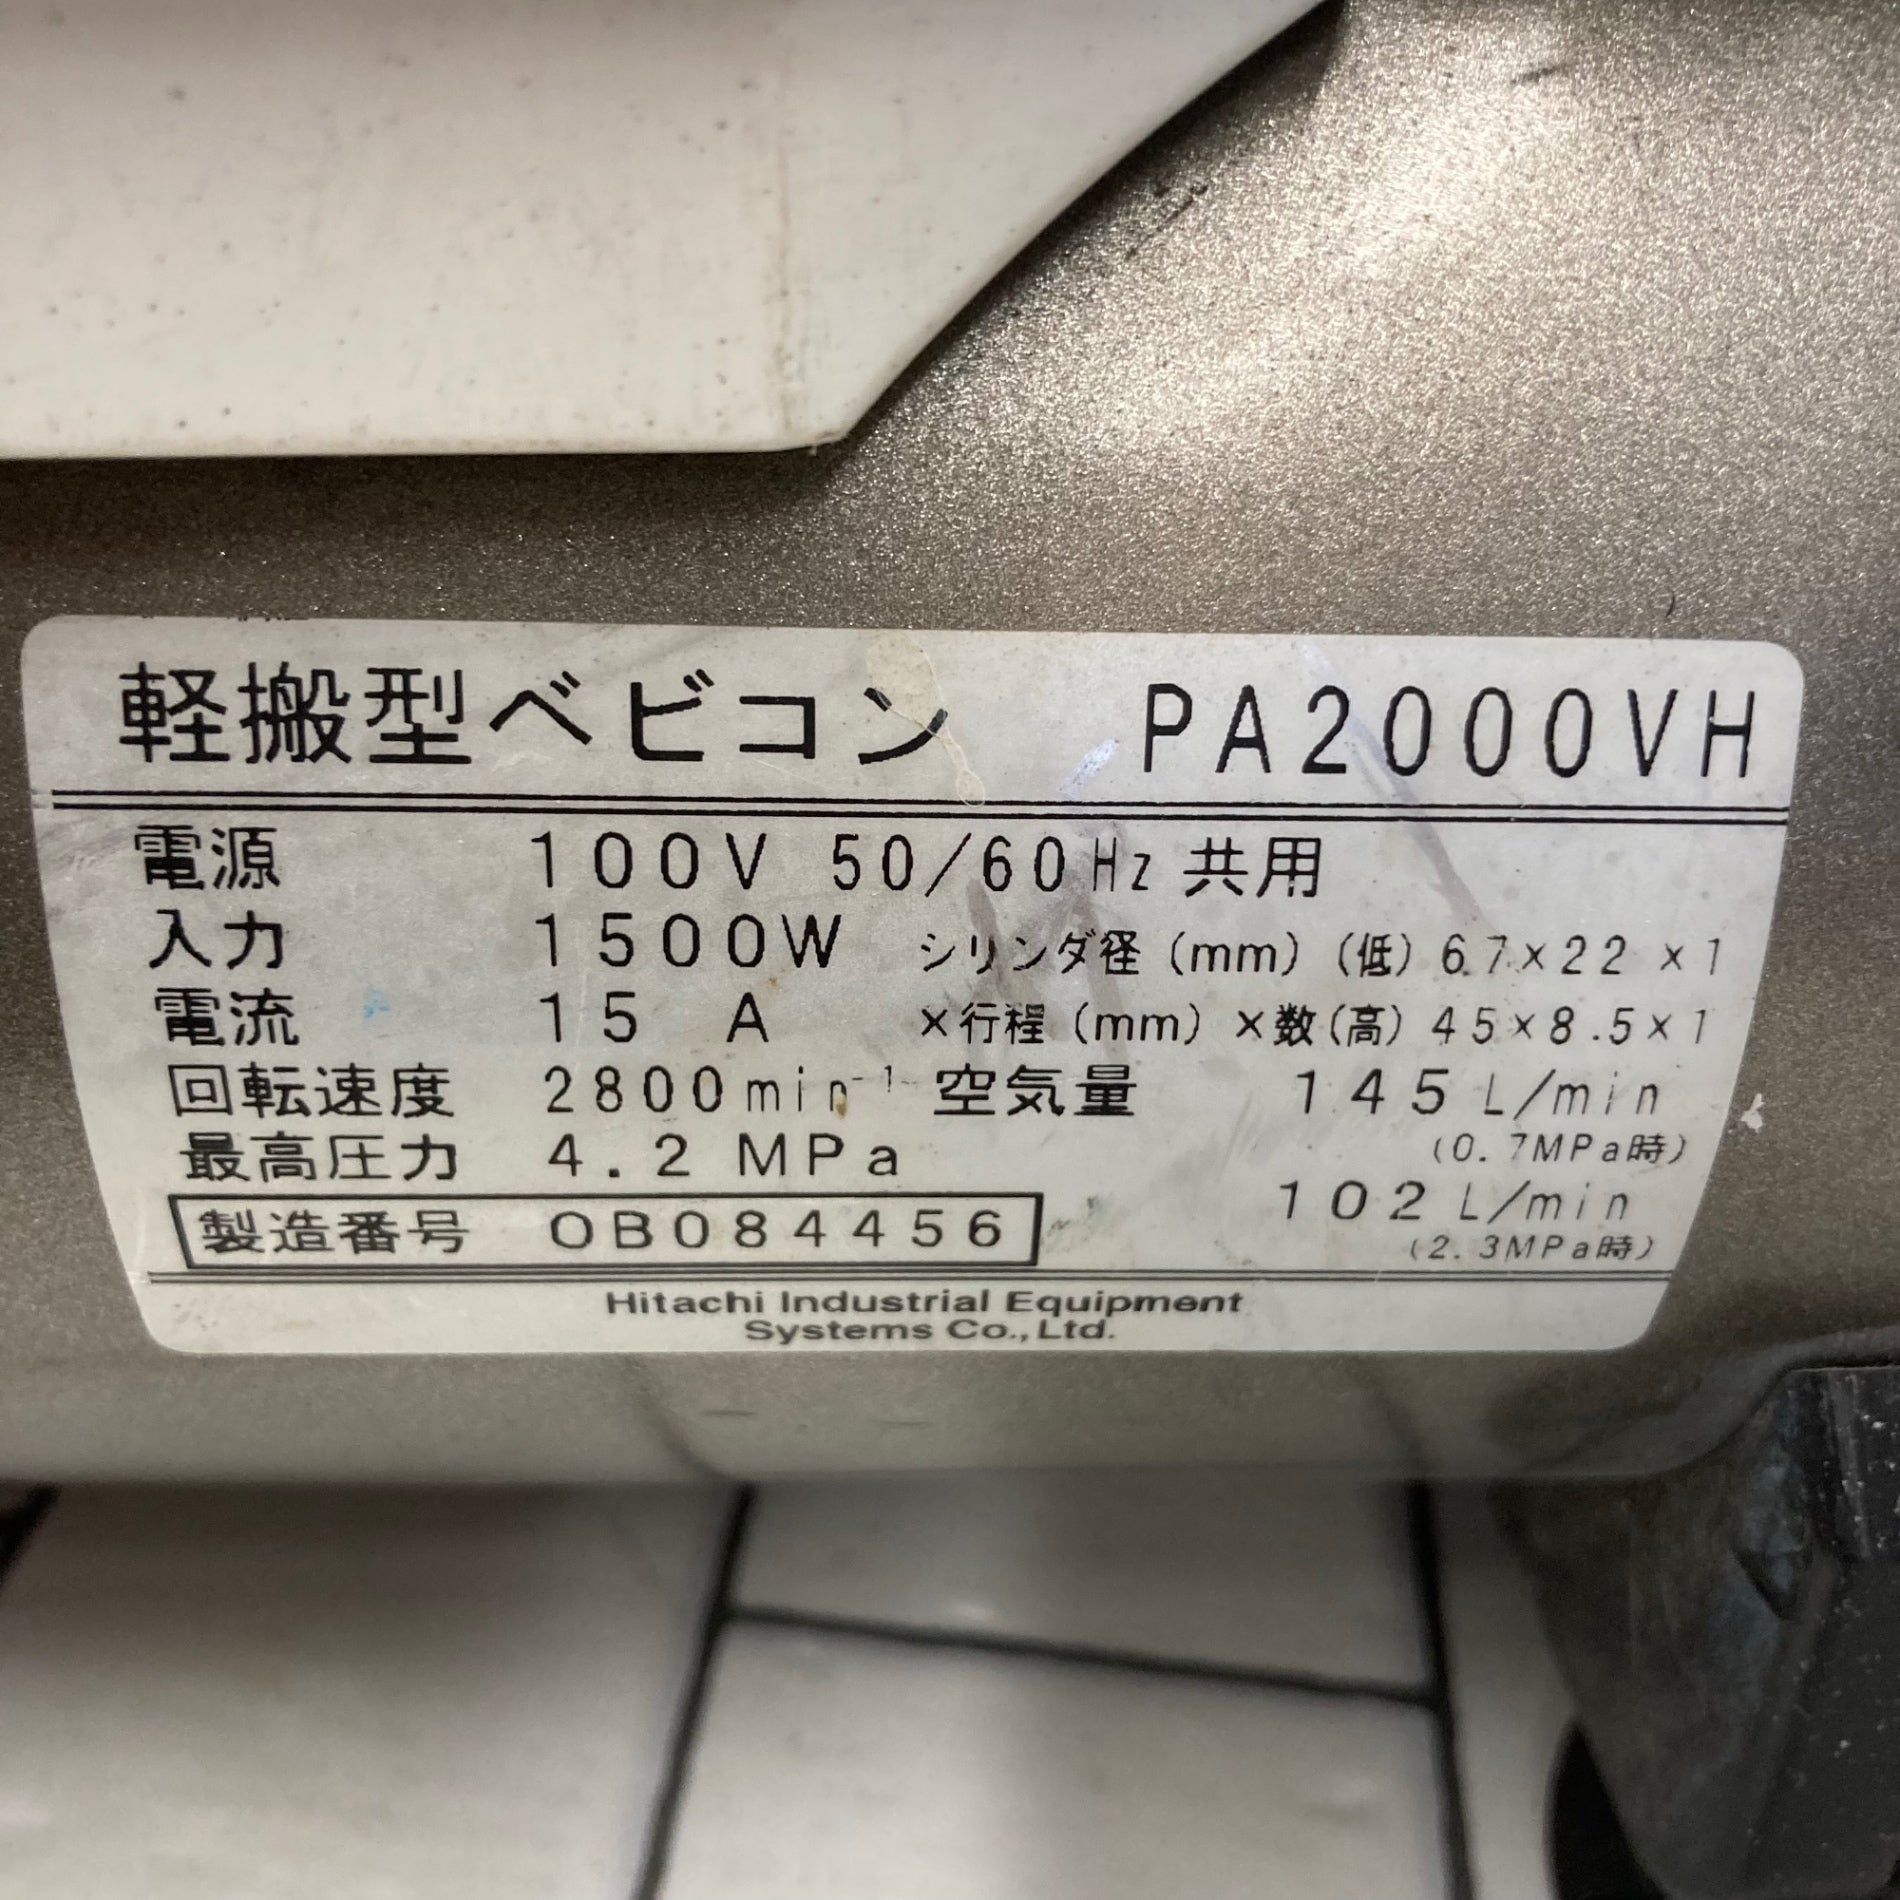 軽搬型ベビコン PA2000VH
電源 100V 50/60Hz 共用
入力 1500W シリンダ径(mm)(低) 6.7×22 ×1
電流 15 A ×行程(mm)×数(高) 45×8.5×1
回転速度 2800min⁻¹ 空気量 145 L/min
(0.7MPa時)
最高圧力 4.2 MPa
102 L/min
(2.3MPa時)
製造番号 OB084456
Hitachi Industrial Equipment
Systems Co., Ltd.